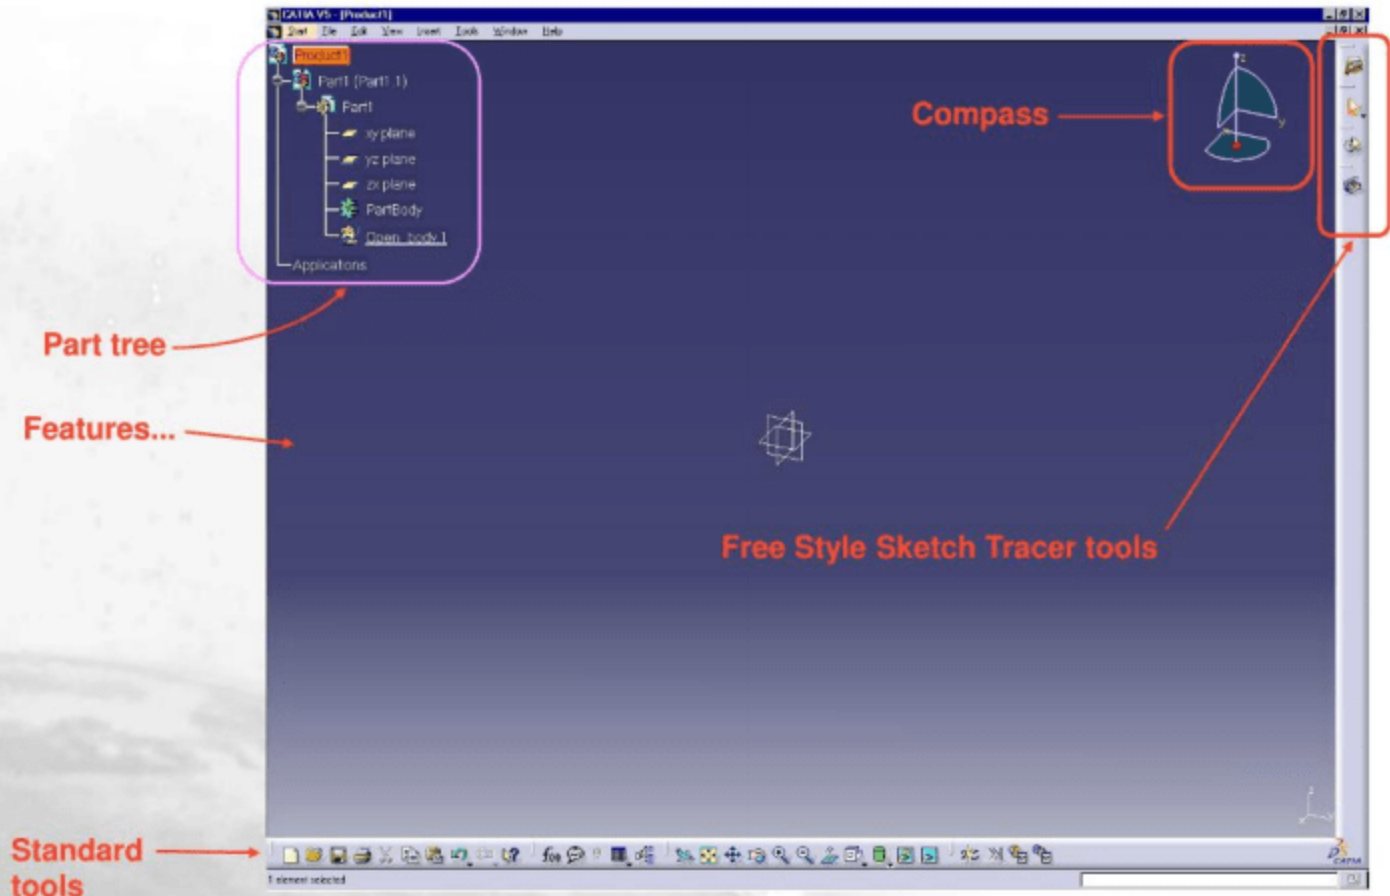 CATIA V5 - [Product1]
Start File Edit View Insert Tools Window Help
Product1
Part1 (Part1.1)
Part1
xy plane
yz plane
zx plane
PartBody
Open_body.1
Applications
Compass
z
y
Part tree
Features...
Free Style Sketch Tracer tools
Standard
tools
f(x)
CATIA
1 element selected